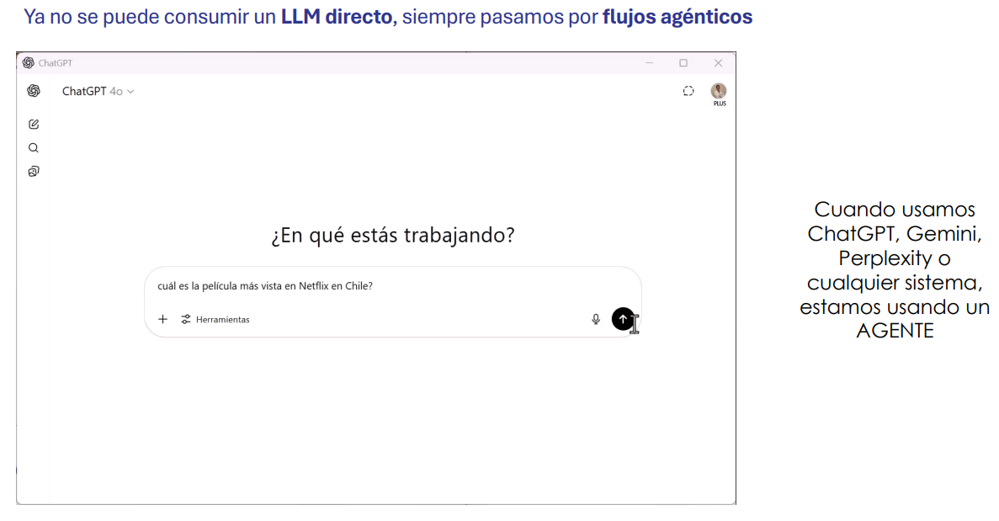 Ya no se puede consumir un LLM directo, siempre pasamos por flujos agénticos
ChatGPT
ChatGPT 4o
PLUS
¿En qué estás trabajando?
cuál es la película más vista en Netflix en Chile?
Herramientas
Cuando usamos
ChatGPT, Gemini,
Perplexity o
cualquier sistema,
estamos usando un
AGENTE